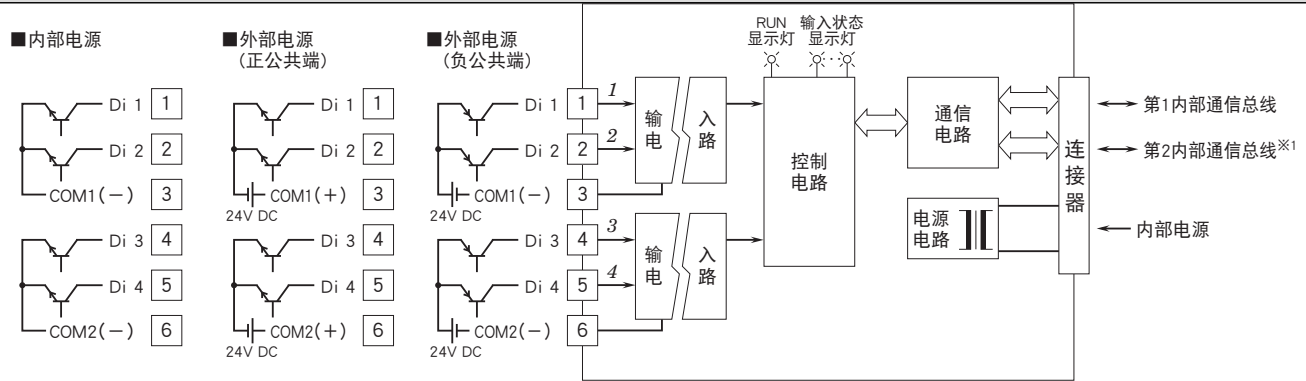 ■内部电源
Di 1 1
Di 2 2
COM1(−) 3
Di 3 4
Di 4 5
COM2(−) 6
■外部电源
(正公共端)
Di 1 1
Di 2 2
COM1(+) 3
24V DC
Di 3 4
Di 4 5
COM2(+) 6
24V DC
■外部电源
(负公共端)
Di 1 1
Di 2 2
COM1(−) 3
24V DC
Di 3 4
Di 4 5
COM2(−) 6
24V DC
1
2
3
4
输入
电路
输入
电路
RUN
显示灯
输入状态
显示灯
控制
电路
通信
电路
电源
电路
连接器
第1内部通信总线
第2内部通信总线※1
内部电源